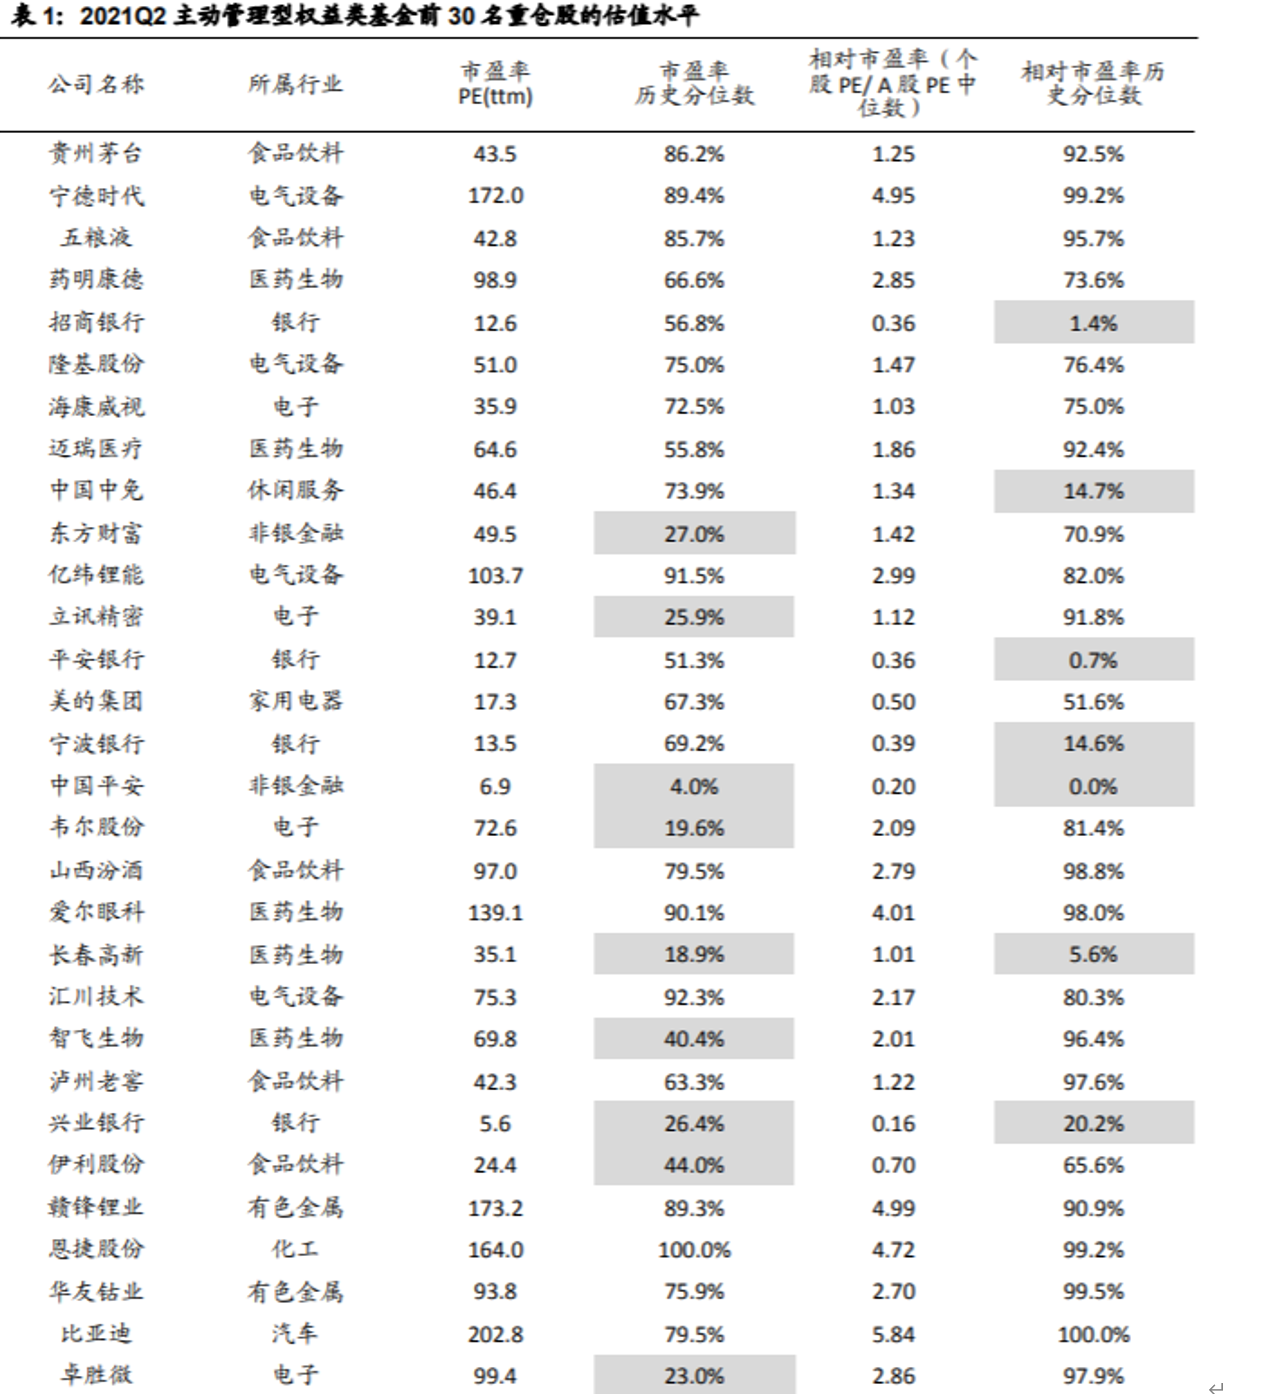 表 1：2021Q2 主动管理型权益类基金前 30 名重仓股的估值水平
公司名称 所属行业 市盈率 PE(ttm) 市盈率 历史分位数 相对市盈率（个股 PE/ A 股 PE 中位数） 相对市盈率历史分位数
贵州茅台 食品饮料 43.5 86.2% 1.25 92.5%
宁德时代 电气设备 172.0 89.4% 4.95 99.2%
五粮液 食品饮料 42.8 85.7% 1.23 95.7%
药明康德 医药生物 98.9 66.6% 2.85 73.6%
招商银行 银行 12.6 56.8% 0.36 1.4%
隆基股份 电气设备 51.0 75.0% 1.47 76.4%
海康威视 电子 35.9 72.5% 1.03 75.0%
迈瑞医疗 医药生物 64.6 55.8% 1.86 92.4%
中国中免 休闲服务 46.4 73.9% 1.34 14.7%
东方财富 非银金融 49.5 27.0% 1.42 70.9%
亿纬锂能 电气设备 103.7 91.5% 2.99 82.0%
立讯精密 电子 39.1 25.9% 1.12 91.8%
平安银行 银行 12.7 51.3% 0.36 0.7%
美的集团 家用电器 17.3 67.3% 0.50 51.6%
宁波银行 银行 13.5 69.2% 0.39 14.6%
中国平安 非银金融 6.9 4.0% 0.20 0.0%
韦尔股份 电子 72.6 19.6% 2.09 81.4%
山西汾酒 食品饮料 97.0 79.5% 2.79 98.8%
爱尔眼科 医药生物 139.1 90.1% 4.01 98.0%
长春高新 医药生物 35.1 18.9% 1.01 5.6%
汇川技术 电气设备 75.3 92.3% 2.17 80.3%
智飞生物 医药生物 69.8 40.4% 2.01 96.4%
泸州老窖 食品饮料 42.3 63.3% 1.22 97.6%
兴业银行 银行 5.6 26.4% 0.16 20.2%
伊利股份 食品饮料 24.4 44.0% 0.70 65.6%
赣锋锂业 有色金属 173.2 89.3% 4.99 90.9%
恩捷股份 化工 164.0 100.0% 4.72 99.2%
华友钴业 有色金属 93.8 75.9% 2.70 99.5%
比亚迪 汽车 202.8 79.5% 5.84 100.0%
卓胜微 电子 99.4 23.0% 2.86 97.9%